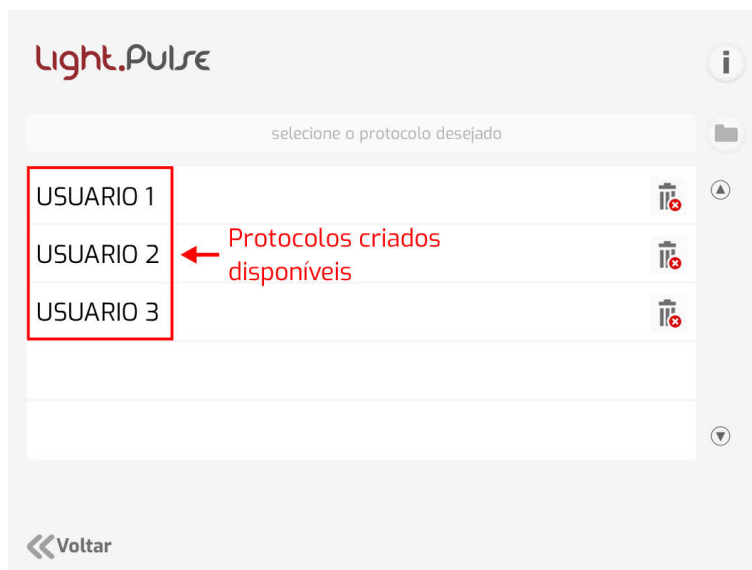 Light.Pulse
i
selecione o protocolo desejado
USUARIO 1
USUARIO 2
Protocolos criados
disponíveis
USUARIO 3
Voltar